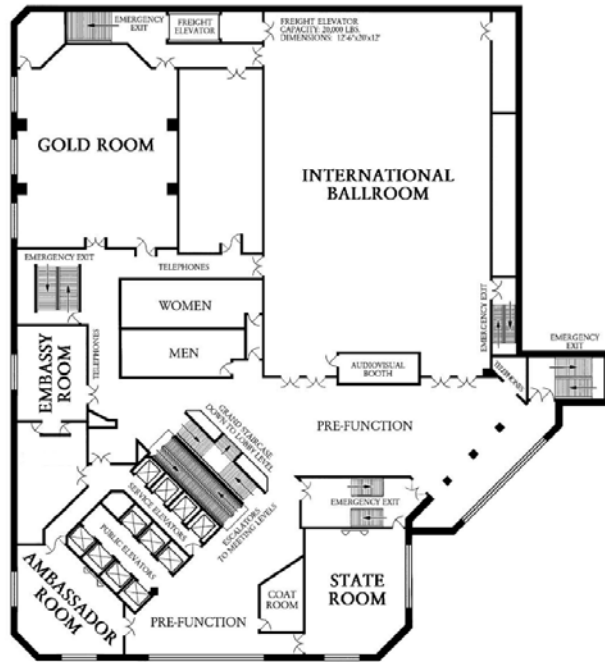 EMERGENCY
EXIT
FREIGHT
ELEVATOR
FREIGHT ELEVATOR
CAPACITY: 20,000 LBS.
DIMENSIONS: 12'-6"x20'x12'
GOLD ROOM
INTERNATIONAL
BALLROOM
EMERGENCY EXIT
TELEPHONES
WOMEN
MEN
EMBASSY
ROOM
TELEPHONES
EMERGENCY EXIT
EMERGENCY
EXIT
AUDIOVISUAL
BOOTH
TELEPHONES
GRAND STAIRCASE
DOWN TO LOBBY LEVEL
PRE-FUNCTION
SERVICE ELEVATORS
PUBLIC ELEVATORS
ESCALATORS
TO MEETING LEVELS
EMERGENCY EXIT
AMBASSADOR
ROOM
PRE-FUNCTION
COAT
ROOM
STATE
ROOM